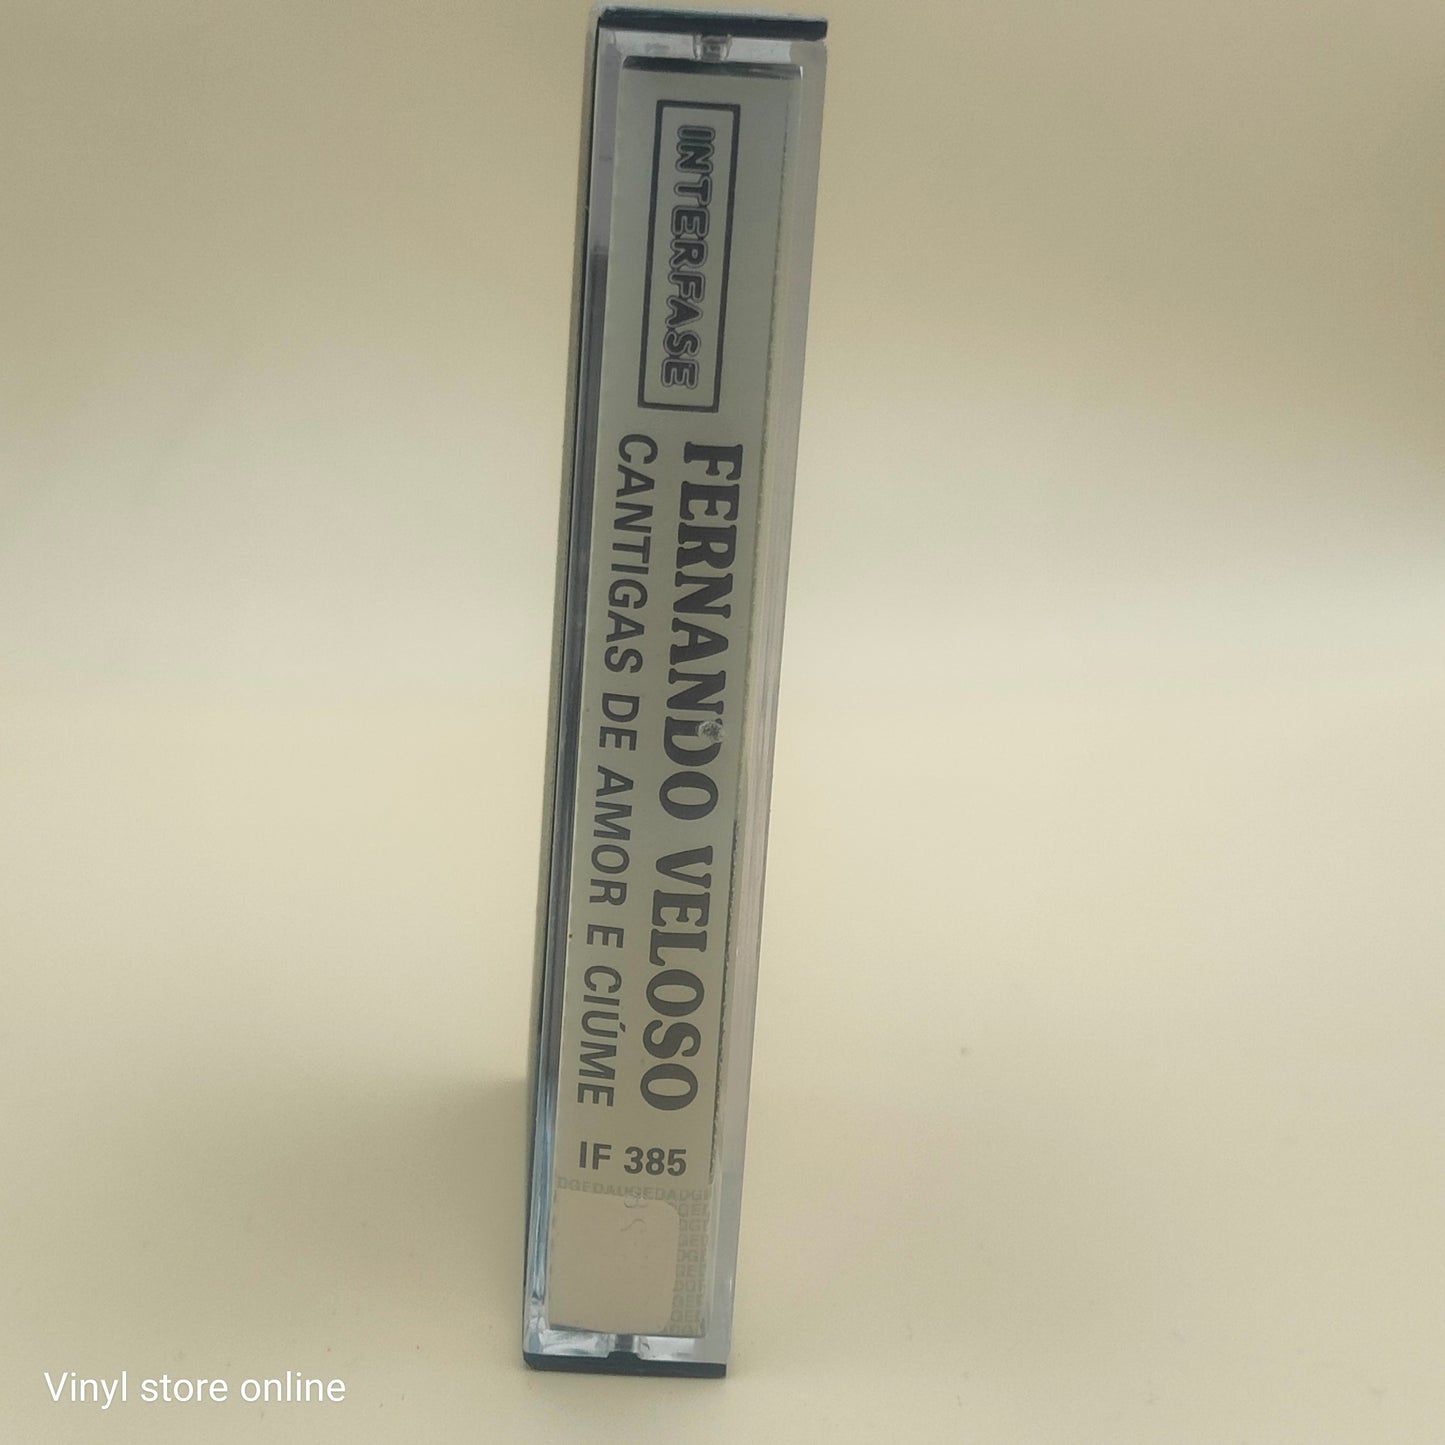 INTERFASE
FERNANDO VELOSO
CANTIGAS DE AMOR E CIÚME
IF 385
Vinyl store online